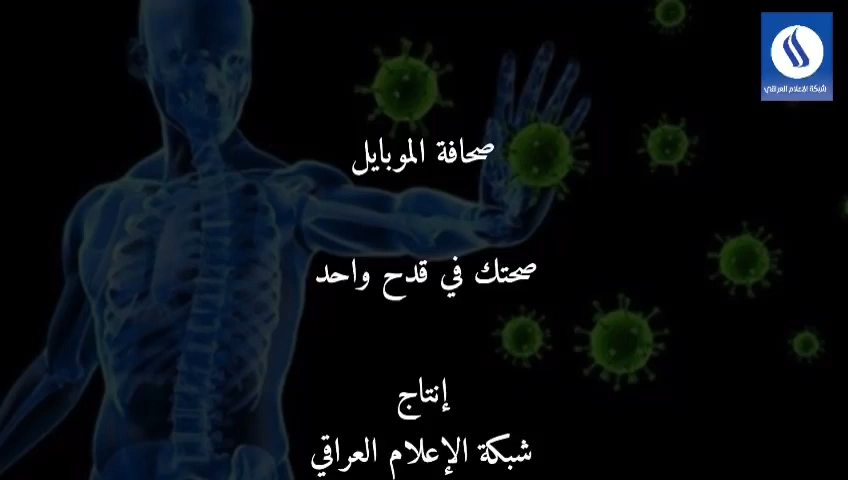 شبكة الإعلام العراقي
صحافة الموبايل
صحتك في قدح واحد
إنتاج
شبكة الإعلام العراقي